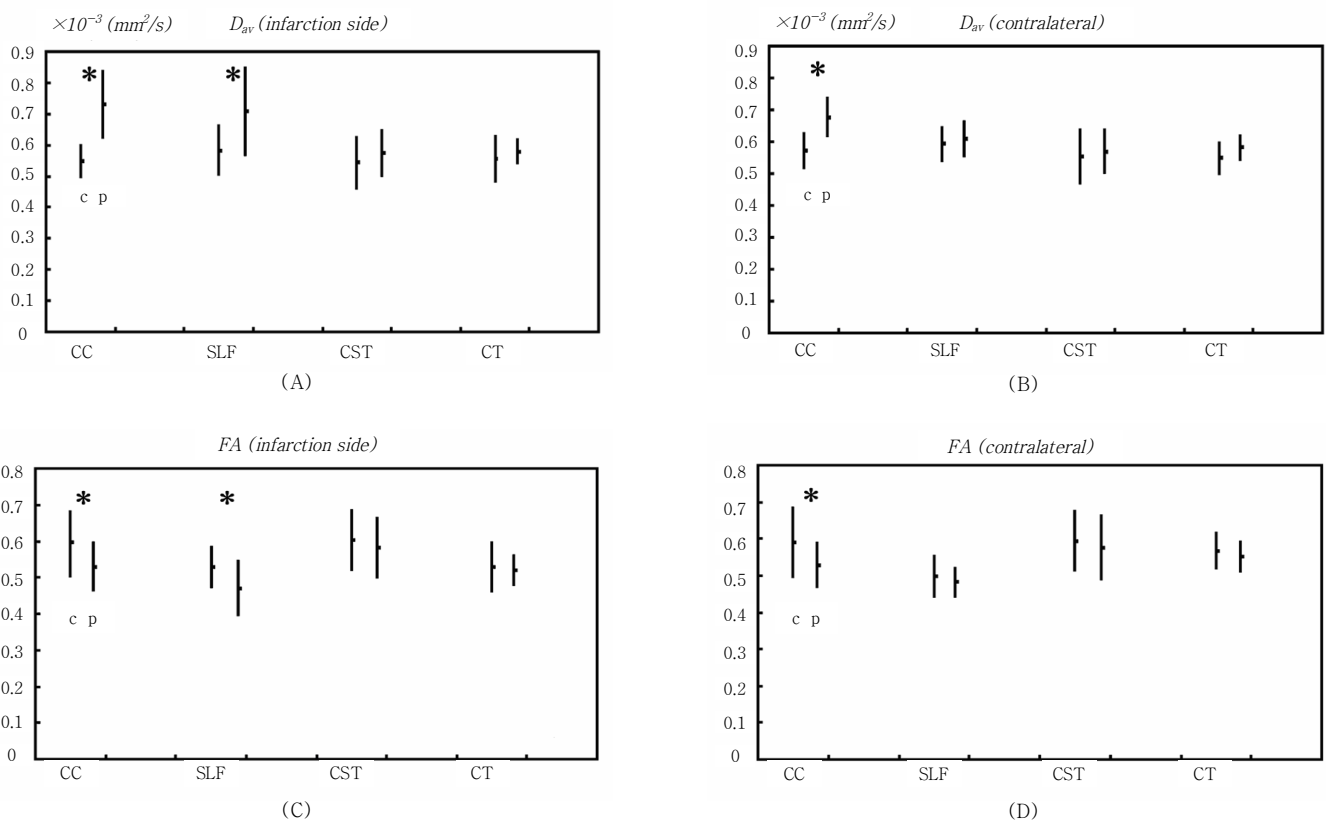 ×10⁻³ (mm²/s) Dav (infarction side)
0.9
0.8
0.7
0.6
0.5
0.4
0.3
0.2
0.1
0
* *
c p
CC SLF CST CT
(A)
×10⁻³ (mm²/s) Dav (contralateral)
0.9
0.8
0.7
0.6
0.5
0.4
0.3
0.2
0.1
0
*
c p
CC SLF CST CT
(B)
FA (infarction side)
0.8
0.7
0.6
0.5
0.4
0.3
0.2
0.1
0
* *
c p
CC SLF CST CT
(C)
FA (contralateral)
0.8
0.7
0.6
0.5
0.4
0.3
0.2
0.1
0
*
c p
CC SLF CST CT
(D)